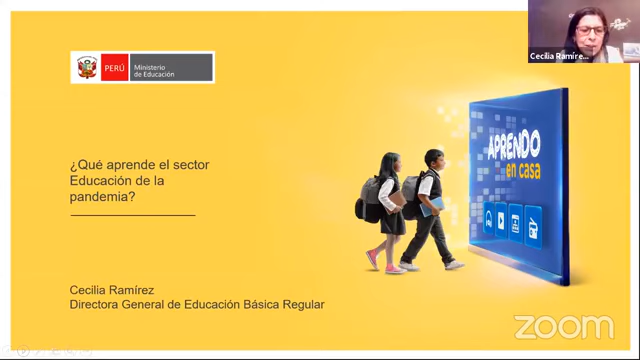 Cecilia Ramíre...
PERÚ
Ministerio
de Educación
¿Qué aprende el sector
Educación de la
pandemia?
APRENDO
en casa
Cecilia Ramírez
Directora General de Educación Básica Regular
zoom